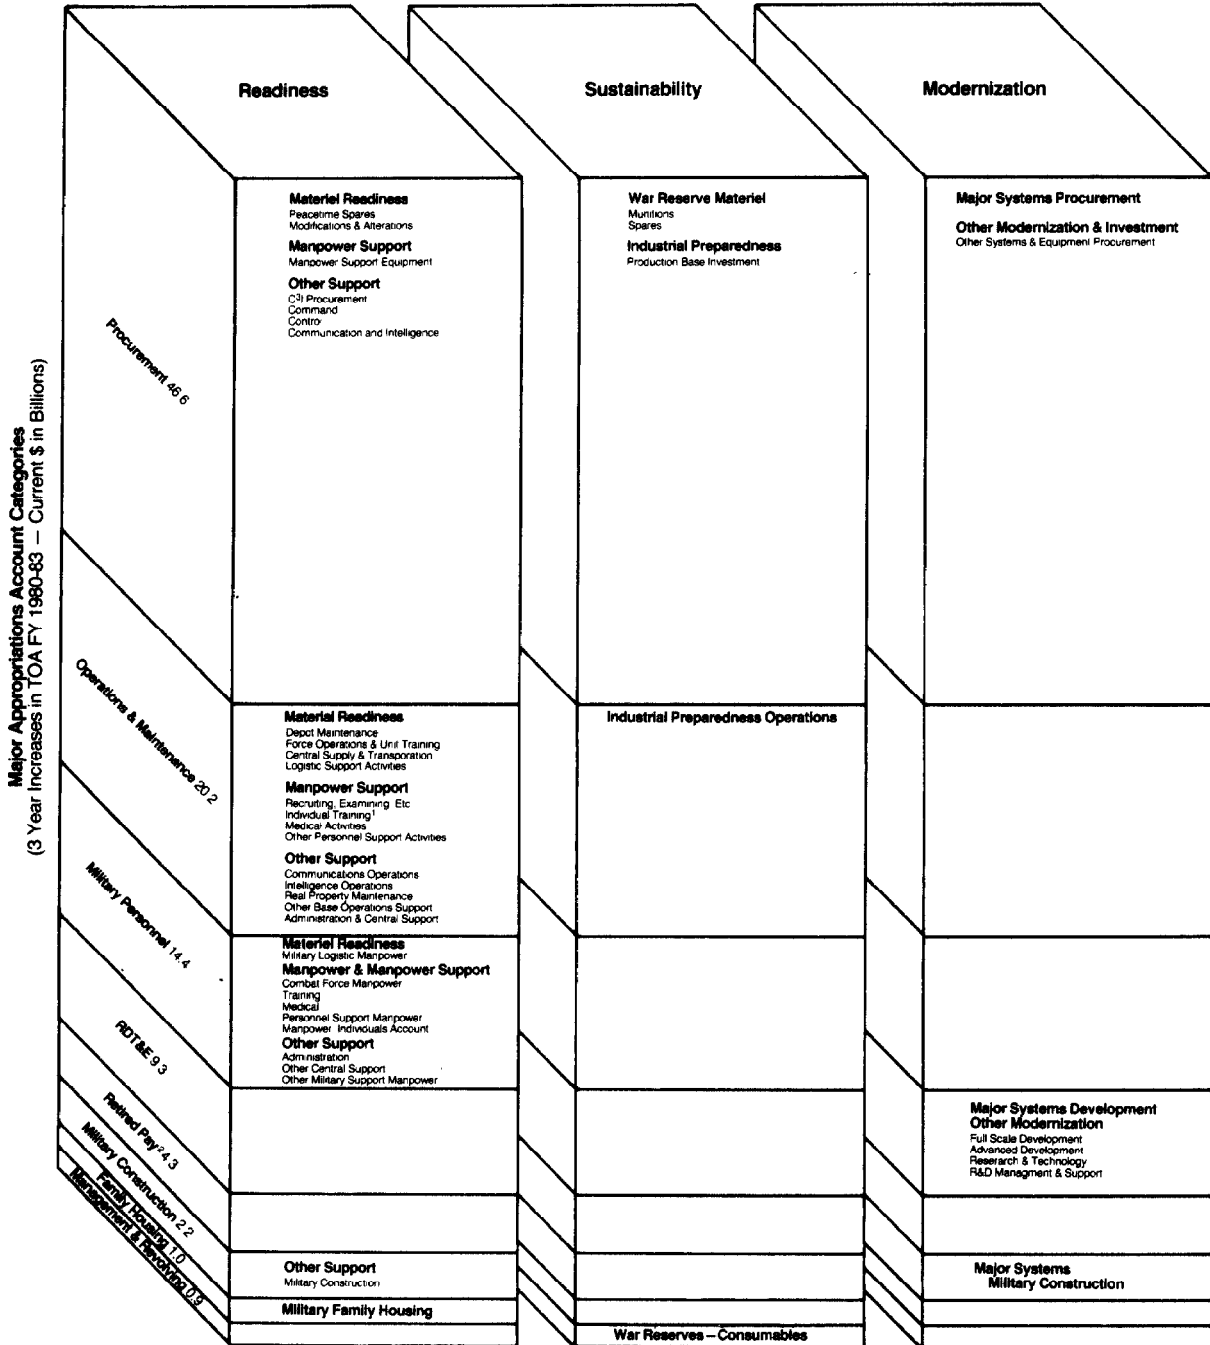 Readiness
Sustainability
Modernization
Major Appropriations Account Categories
(3 Year Increases in TOA FY 1980-83 — Current $ in Billions)
Procurement 46 6
Materiel Readiness
Peacetime Spares
Modifications & Alterations
Manpower Support
Manpower Support Equipment
Other Support
C³I Procurement
Command
Contro
Communication and Intelligence
War Reserve Materiel
Munitions
Spares
Industrial Preparedness
Production Base Investment
Major Systems Procurement
Other Modernization & Investment
Other Systems & Equipment Procurement
Operations & Maintenance 20 2
Material Readiness
Depot Maintenance
Force Operations & Unit Training
Central Supply & Transporation
Logistic Support Activities
Manpower Support
Recruiting, Examining Etc
Individual Training¹
Medical Activities
Other Personnel Support Activities
Other Support
Communications Operations
Intelligence Operations
Real Property Maintenance
Other Base Operations Support
Administration & Central Support
Industrial Preparedness Operations
Military Personnel 14.4
Materiel Readiness
Military Logistic Manpower
Manpower & Manpower Support
Combat Force Manpower
Training
Medical
Personnel Support Manpower
Manpower Individuals Account
Other Support
Administration
Other Central Support
Other Military Support Manpower
RDT&E 9 3
Major Systems Development
Other Modernization
Full Scale Development
Advanced Development
Reserarch & Technology
R&D Managment & Support
Retired Pay² 4.3
Military Construction 2 2
Other Support
Military Construction
Major Systems
Military Construction
Family Housing 1.0
Military Family Housing
Management & Revolving 0.9
War Reserves – Consumables